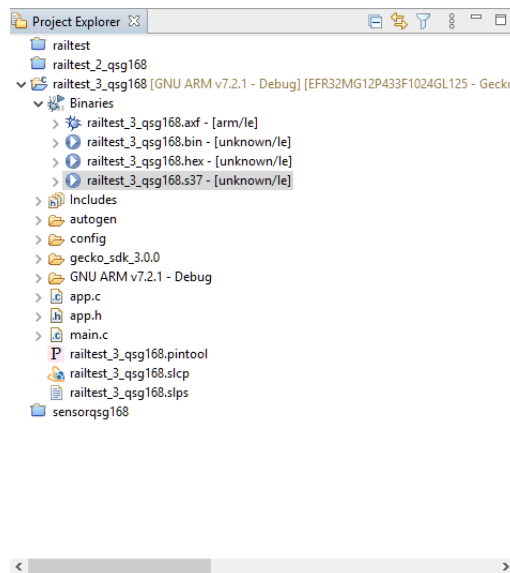 Project Explorer
railtest
railtest_2_qsg168
railtest_3_qsg168 [GNU ARM v7.2.1 - Debug] [EFR32MG12P433F1024GL125 - Gecko
Binaries
railtest_3_qsg168.axf - [arm/le]
railtest_3_qsg168.bin - [unknown/le]
railtest_3_qsg168.hex - [unknown/le]
railtest_3_qsg168.s37 - [unknown/le]
Includes
autogen
config
gecko_sdk_3.0.0
GNU ARM v7.2.1 - Debug
app.c
app.h
main.c
railtest_3_qsg168.pintool
railtest_3_qsg168.slcp
railtest_3_qsg168.slps
sensorqsg168